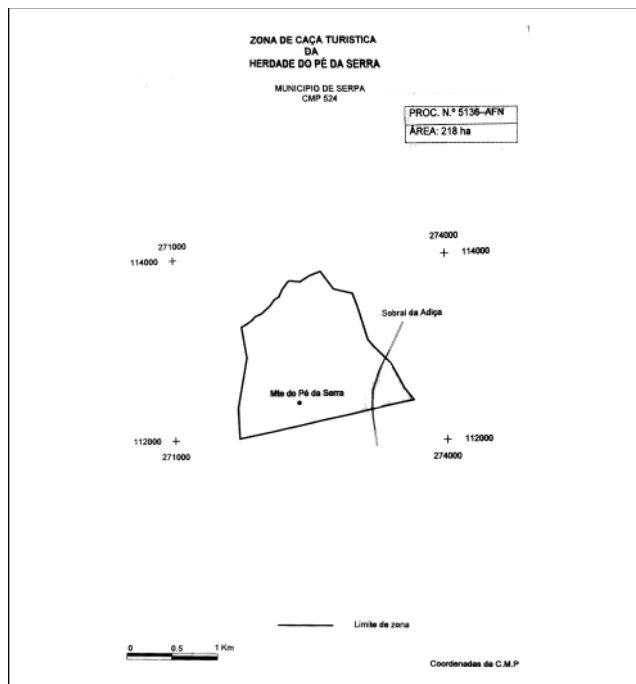 1
ZONA DE CAÇA TURISTICA
DA
HERDADE DO PÉ DA SERRA
MUNICIPIO DE SERPA
CMP 524
PROC. N.º 5136-AFN
ÁREA: 218 ha
271000
114000
274000
114000
Sobral da Adiça
Mte do Pé da Serra
112000
271000
112000
274000
Limite de zona
0 0.5 1 Km
Coordenadas da C.M.P